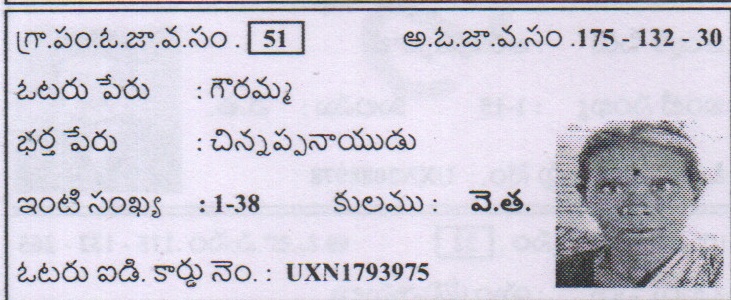 గ్రా.పం.ఓ.జా.వ.సం . 51 అ.ఓ.జా.వ.సం .175 - 132 - 30
ఓటరు పేరు : గౌరమ్మ
భర్త పేరు : చిన్నప్పనాయుడు
ఇంటి సంఖ్య : 1-38 కులము : వె.త.
ఓటరు ఐడి. కార్డు నెం. : UXN1793975